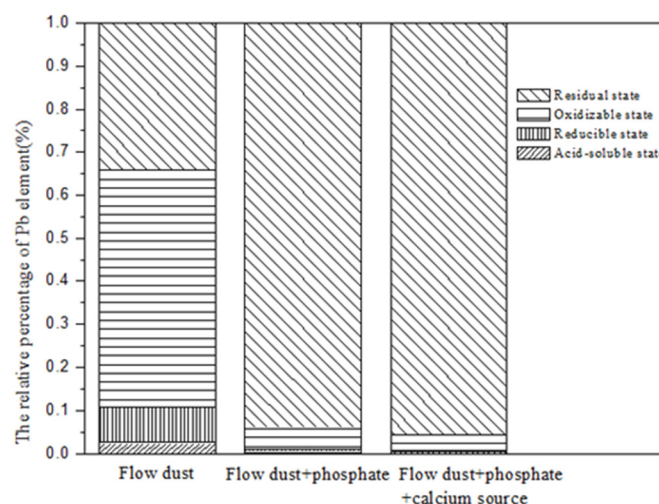 The relative percentage of Pb element(%)
1.0
0.9
0.8
0.7
0.6
0.5
0.4
0.3
0.2
0.1
0.0
Residual state
Oxidizable state
Reducible state
Acid-soluble state
Flow dust
Flow dust+phosphate
Flow dust+phosphate
+calcium source